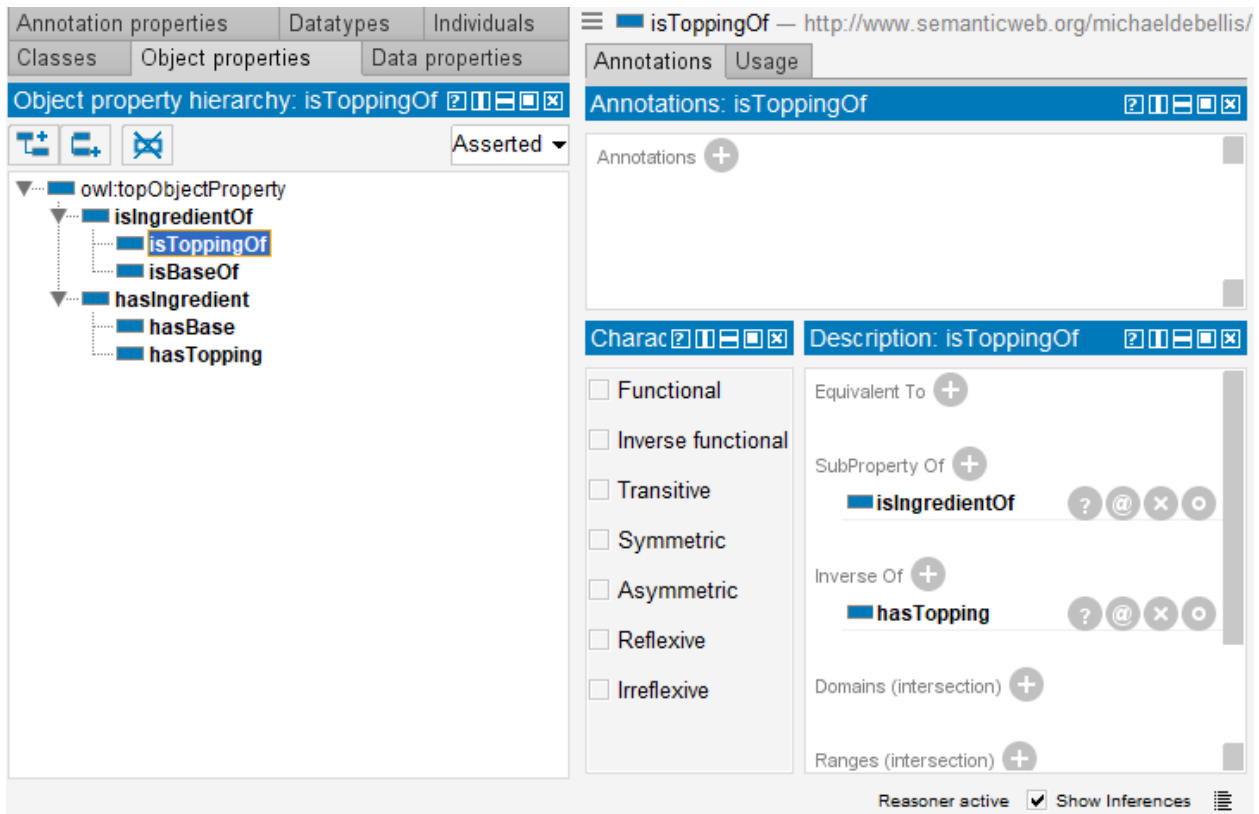 Annotation properties Datatypes Individuals
Classes Object properties Data properties
Object property hierarchy: isToppingOf
Asserted
owl:topObjectProperty
isIngredientOf
isToppingOf
isBaseOf
hasIngredient
hasBase
hasTopping
isToppingOf — http://www.semanticweb.org/michaeldebellis/
Annotations Usage
Annotations: isToppingOf
Annotations
Charac
Functional
Inverse functional
Transitive
Symmetric
Asymmetric
Reflexive
Irreflexive
Description: isToppingOf
Equivalent To
SubProperty Of
isIngredientOf
Inverse Of
hasTopping
Domains (intersection)
Ranges (intersection)
Reasoner active Show Inferences